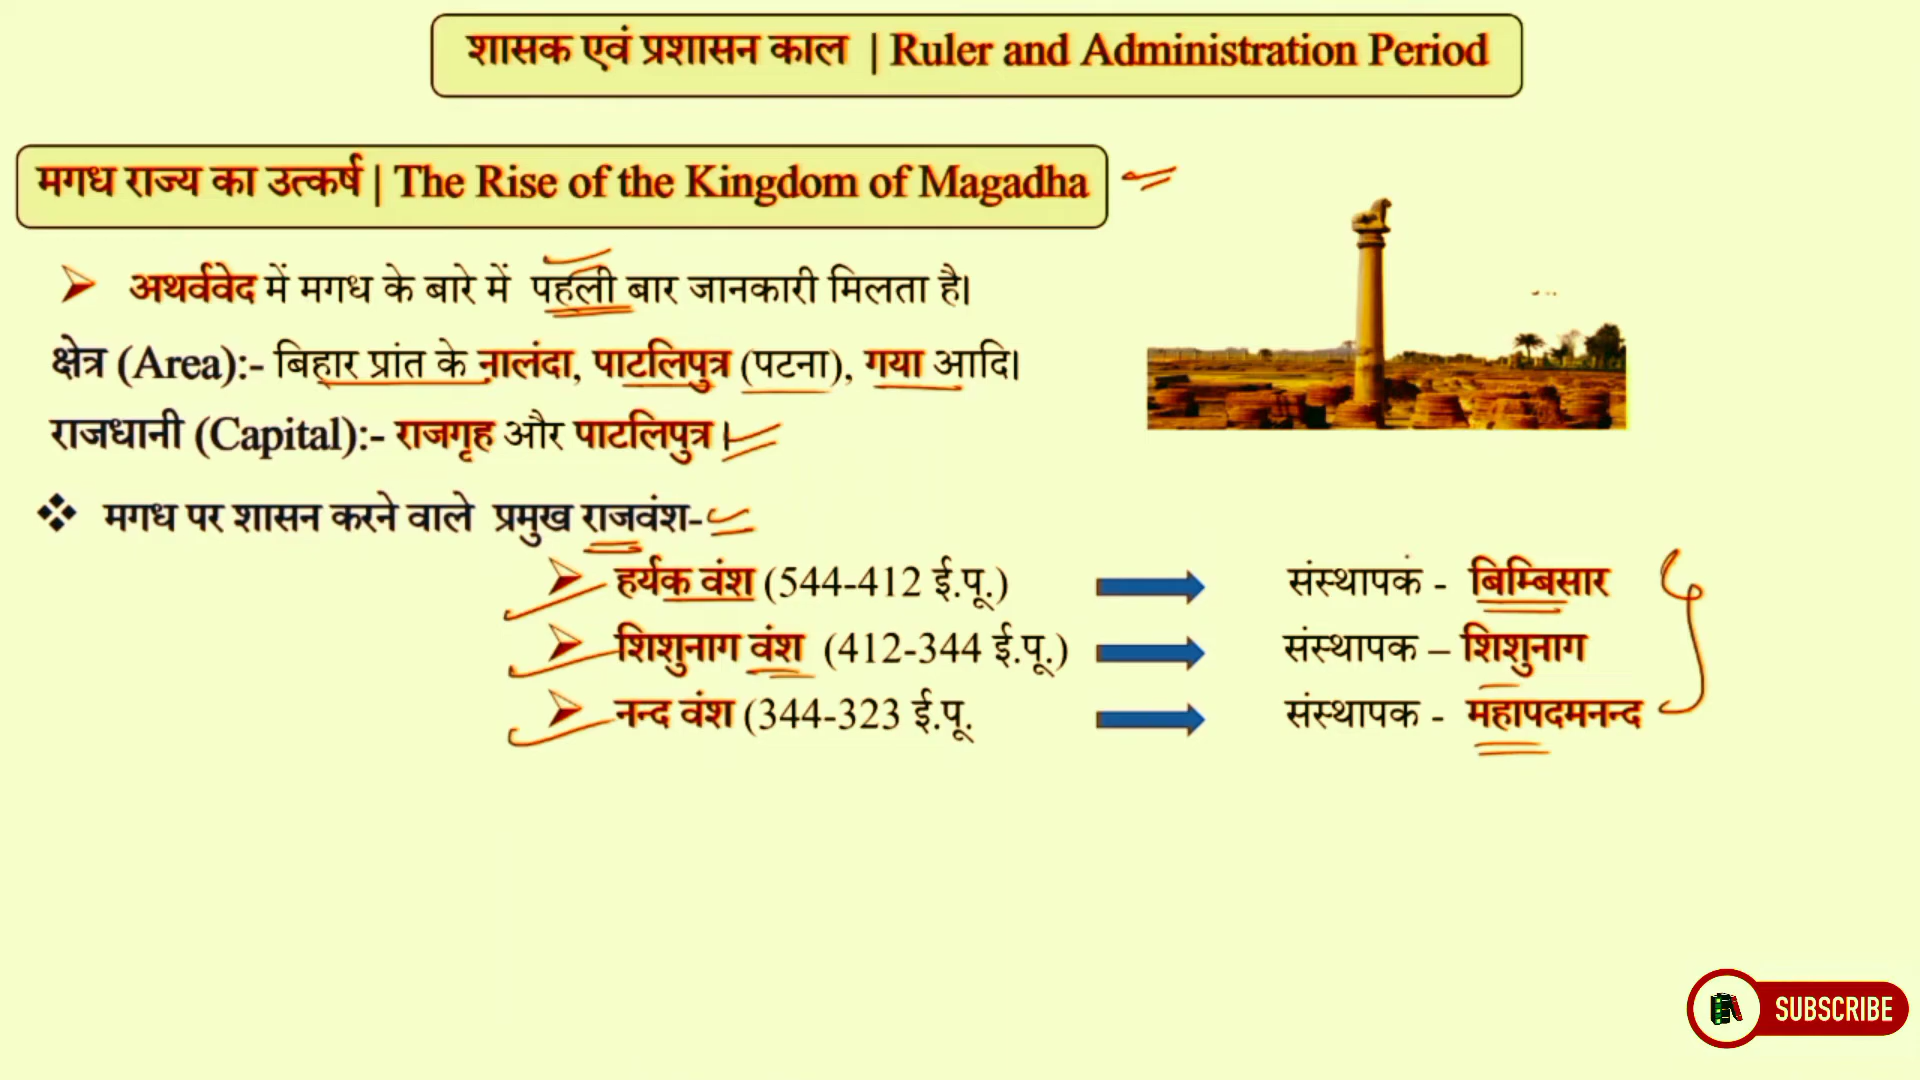 शासक एवं प्रशासन काल | Ruler and Administration Period
मगध राज्य का उत्कर्ष | The Rise of the Kingdom of Magadha
अथर्ववेद में मगध के बारे में पहली बार जानकारी मिलता है।
क्षेत्र (Area):- बिहार प्रांत के नालंदा, पाटलिपुत्र (पटना), गया आदि।
राजधानी (Capital):- राजगृह और पाटलिपुत्र।
मगध पर शासन करने वाले प्रमुख राजवंश-
हर्यक वंश (544-412 ई.पू.) संस्थापक - बिम्बिसार
शिशुनाग वंश (412-344 ई.पू.) संस्थापक – शिशुनाग
नन्द वंश (344-323 ई.पू. संस्थापक - महापदमनन्द
SUBSCRIBE